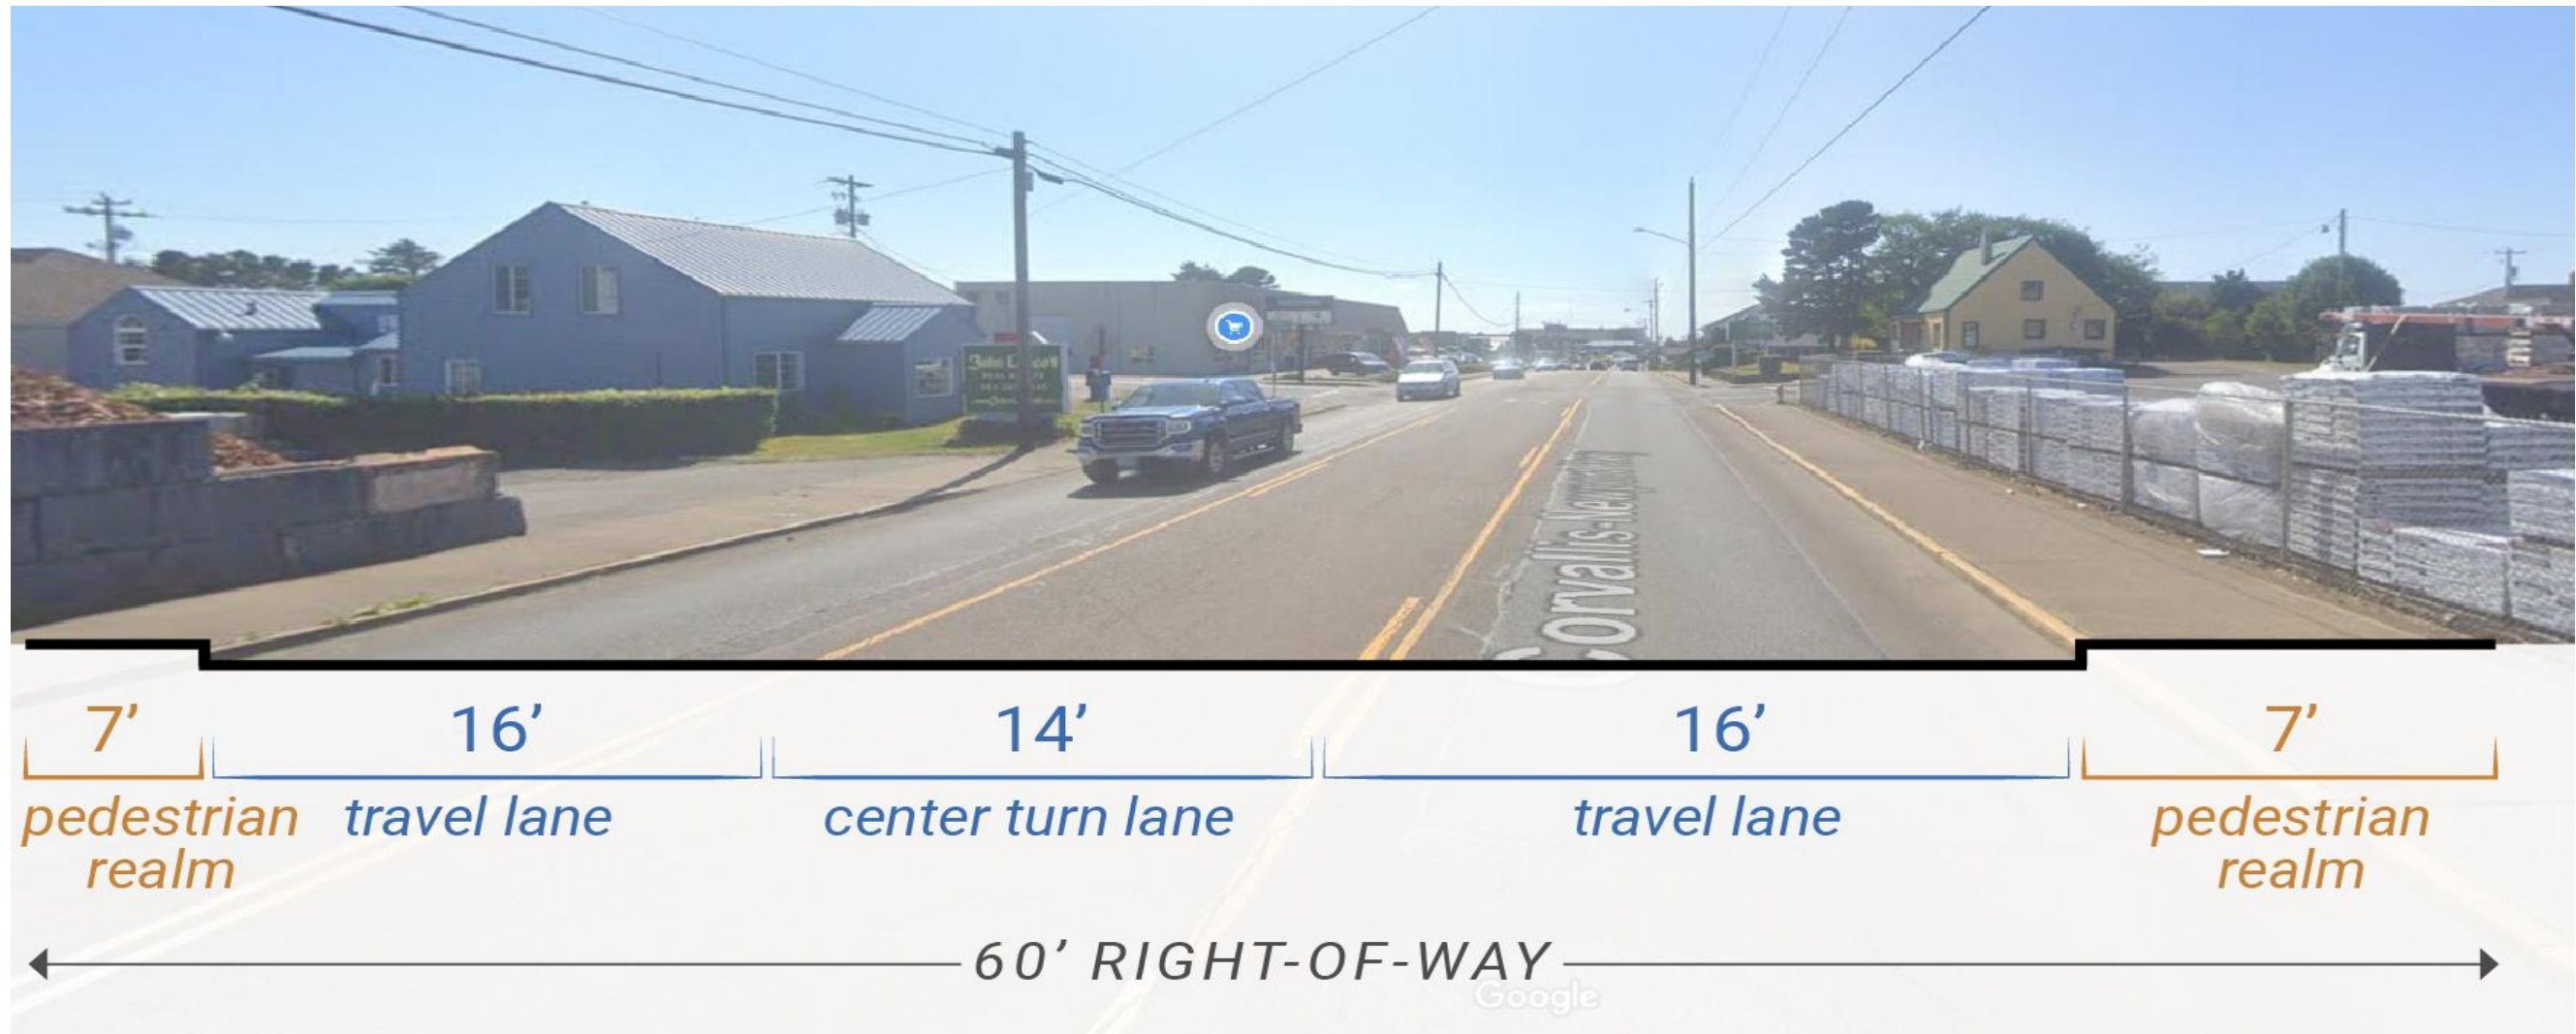 Corvallis-Newport
7’ 16’ 14’ 16’ 7’
pedestrian realm travel lane center turn lane travel lane pedestrian realm
60’ RIGHT-OF-WAY
Google